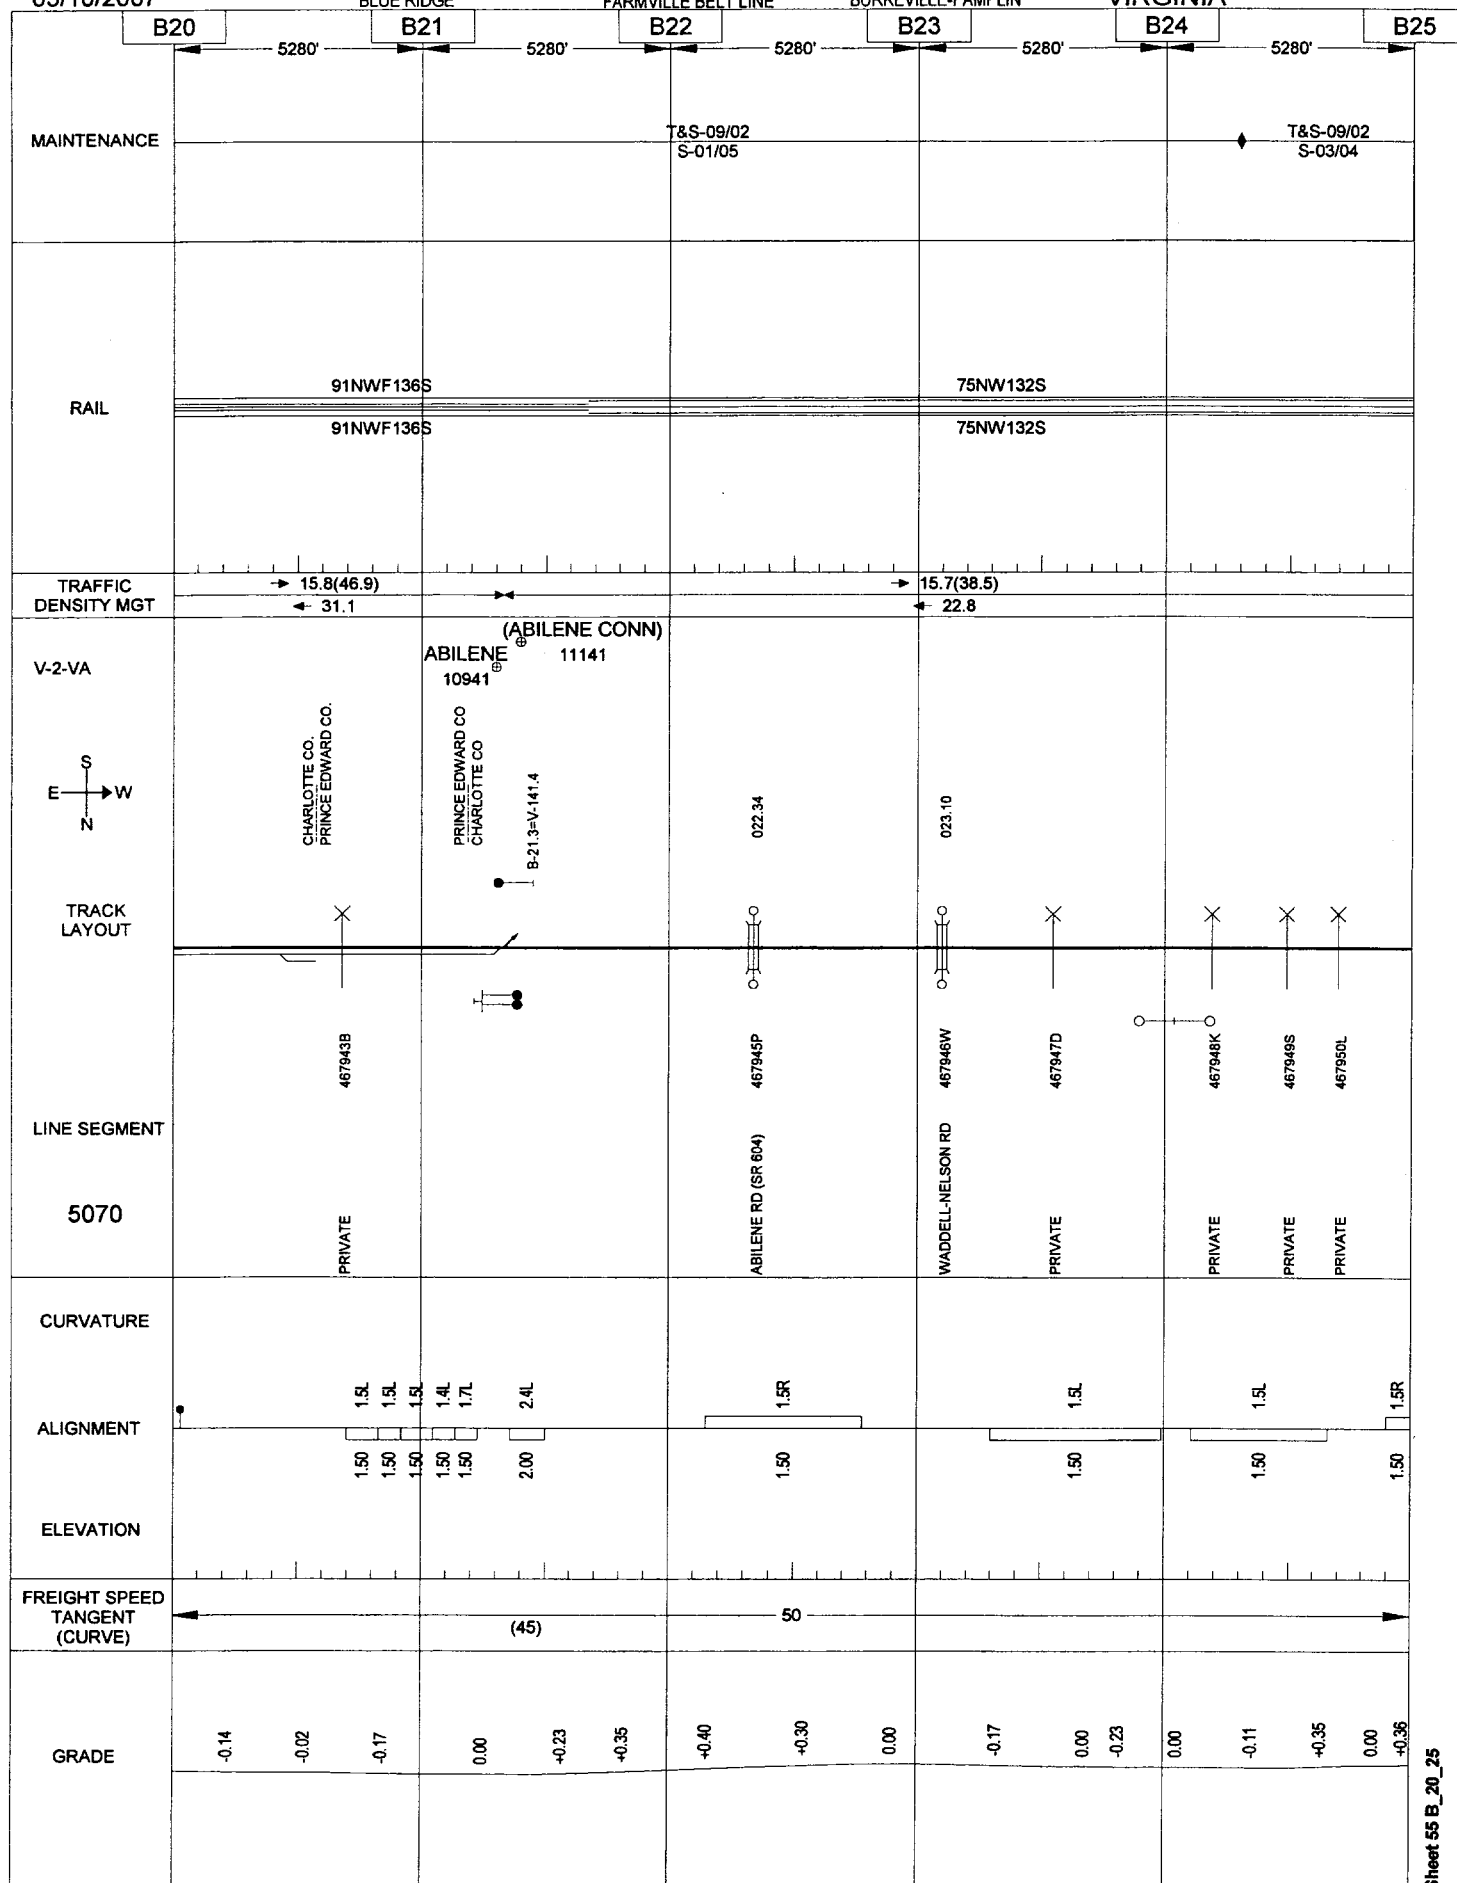 VIRGINIA
B20 B21 B22 B23 B24 B25
5280' 5280' 5280' 5280' 5280'
MAINTENANCE
T&S-09/02
S-01/05
T&S-09/02
S-03/04
RAIL
91NWF136S 75NW132S
91NWF136S 75NW132S
TRAFFIC
DENSITY MGT
15.8(46.9) 15.7(38.5)
31.1 22.8
V-2-VA
(ABILENE CONN)
11141
ABILENE
10941
S
E W
N
CHARLOTTE CO.
PRINCE EDWARD CO.
PRINCE EDWARD CO
CHARLOTTE CO
B-21.3=V-141.4
022.34
023.10
TRACK
LAYOUT
467943B
467945P
467946W
467947D
467948K
467949S
467950L
LINE SEGMENT
5070
PRIVATE
ABILENE RD (SR 604)
WADDELL-NELSON RD
PRIVATE
PRIVATE
PRIVATE
PRIVATE
CURVATURE
1.5L 1.5L 1.5L 1.4L 1.7L 2.4L 1.5R 1.5L 1.5L 1.5R
ALIGNMENT
1.50 1.50 1.50 1.50 1.50 2.00 1.50 1.50 1.50 1.50
ELEVATION
FREIGHT SPEED
TANGENT
(CURVE)
50
(45)
GRADE
-0.14 -0.02 -0.17 0.00 +0.23 +0.35 +0.40 +0.30 0.00 -0.17 0.00 -0.23 0.00 -0.11 +0.35 0.00 +0.36
Sheet 55 B_20_25